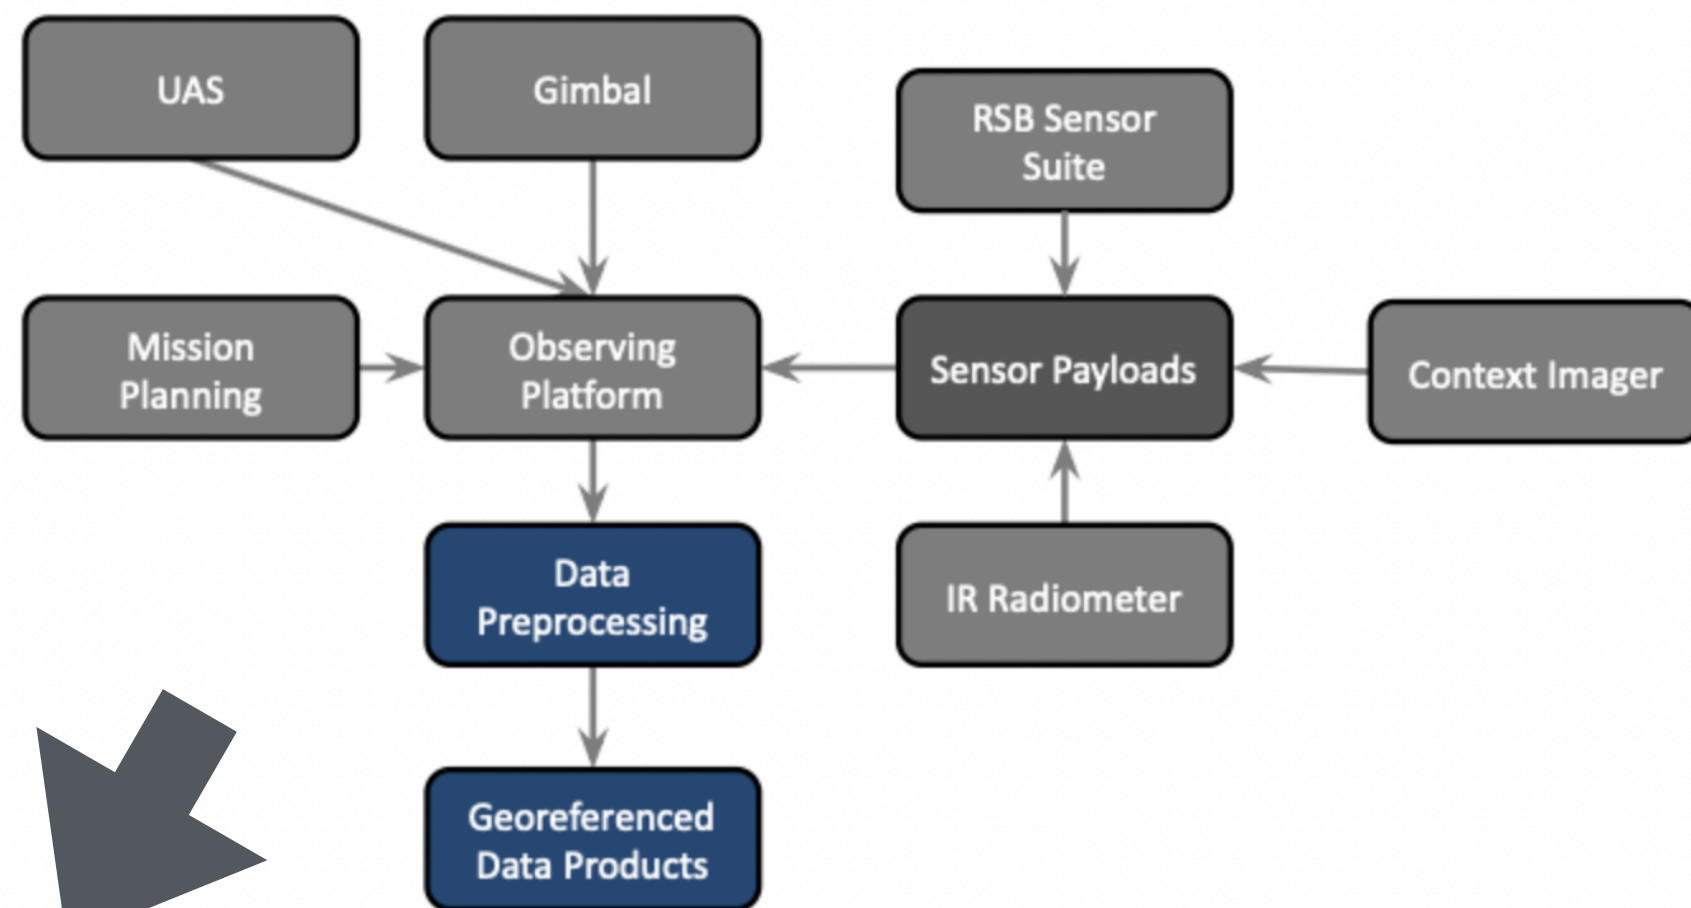 UAS
Gimbal
RSB Sensor
Suite
Mission
Planning
Observing
Platform
Sensor Payloads
Context Imager
Data
Preprocessing
IR Radiometer
Georeferenced
Data Products